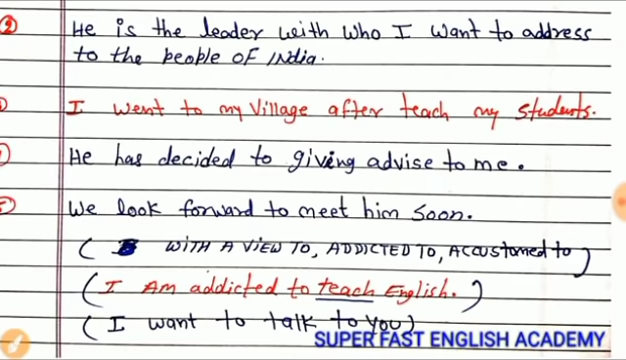 ② He is the leader with who I want to address
to the people OF INdia.
I went to my Village after teach my students.
He has decided to giving advise to me.
We look forward to meet him soon.
( WITH A VIEW TO, ADDICTED TO, ACCUStomed to )
( I Am addicted to teach English. )
( I want to talk to you )
SUPER FAST ENGLISH ACADEMY